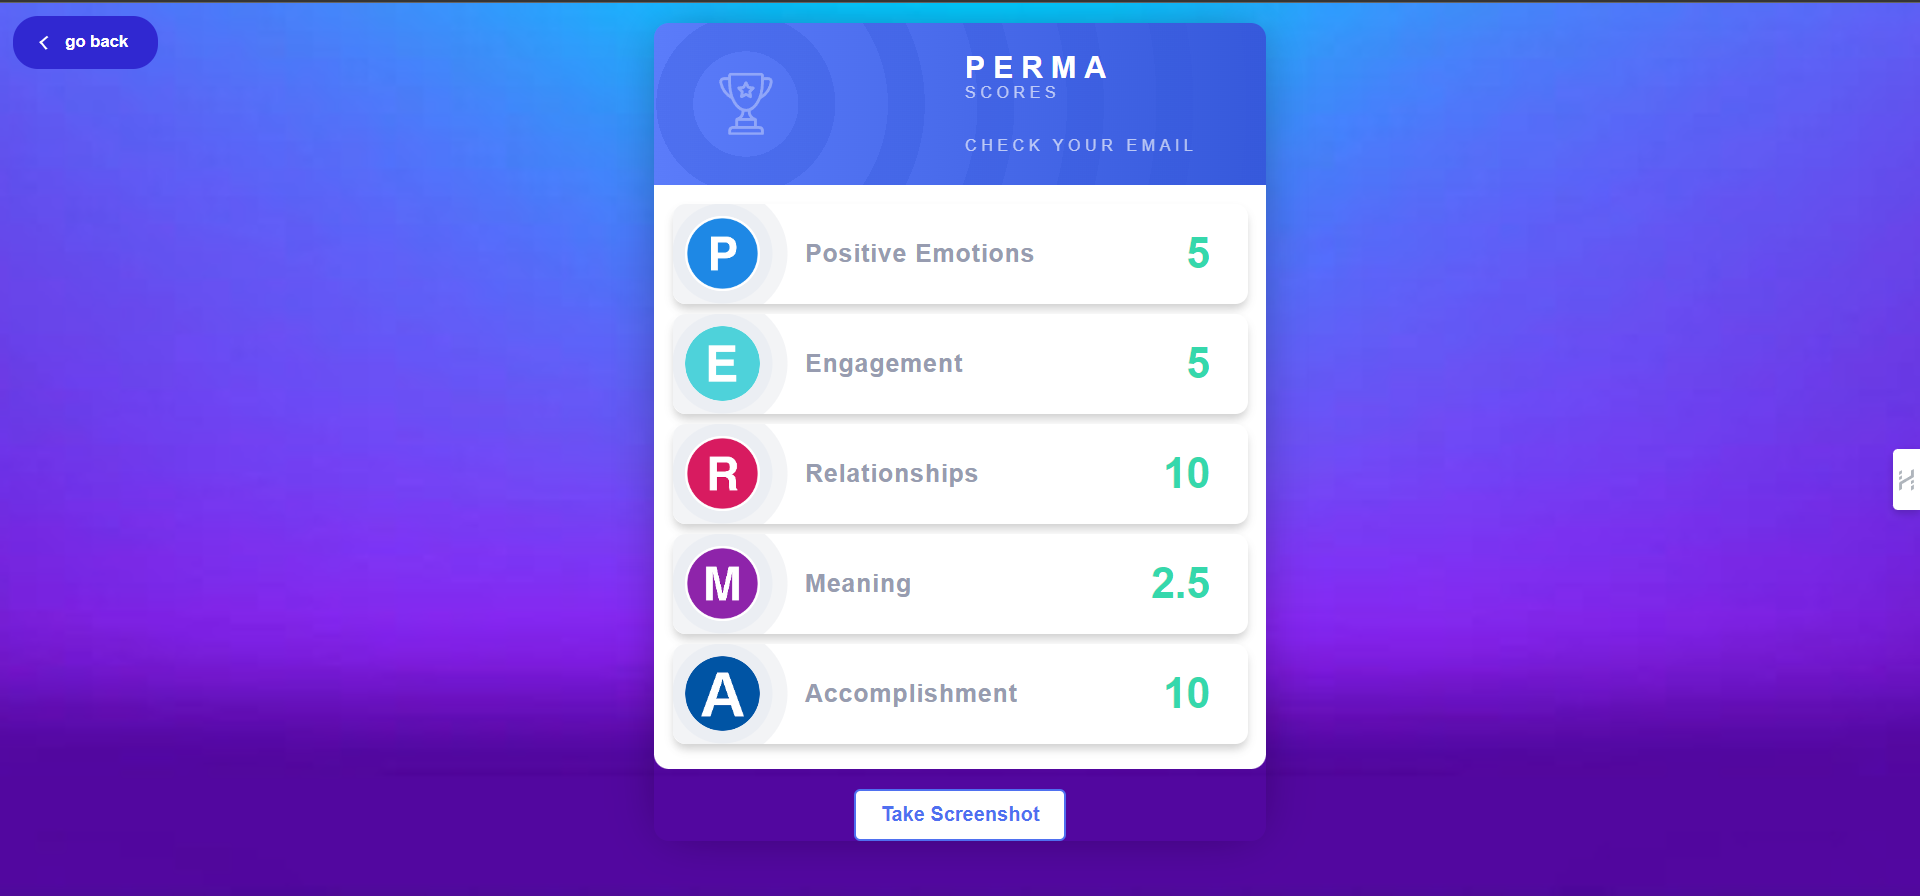 go back
PERMA
SCORES
CHECK YOUR EMAIL
P Positive Emotions 5
E Engagement 5
R Relationships 10
M Meaning 2.5
A Accomplishment 10
Take Screenshot